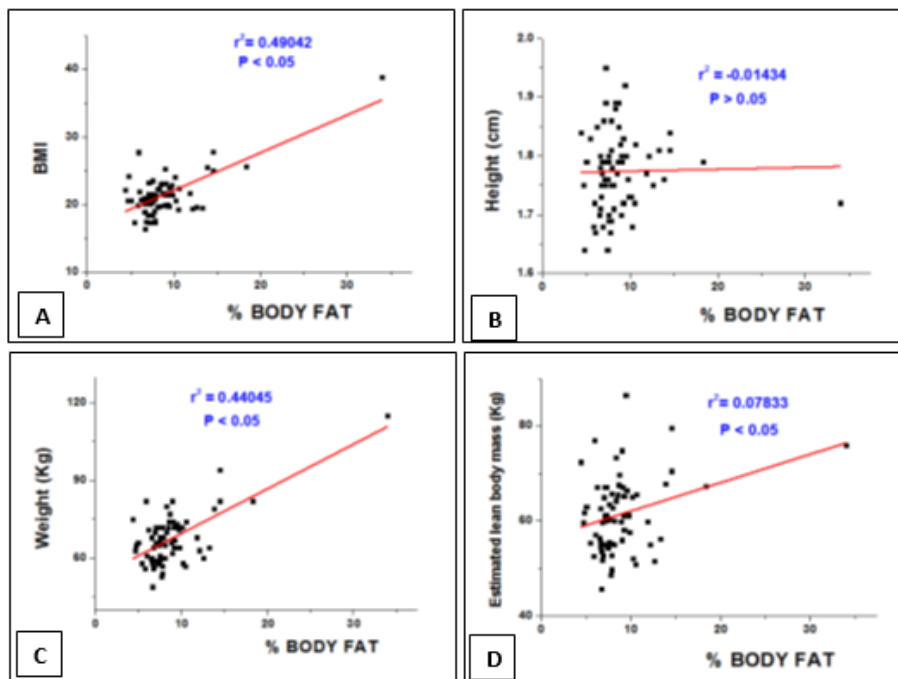 r²= 0.49042
P < 0.05
BMI
40
30
20
10
0
10
20
30
% BODY FAT
A
r² = -0.01434
P > 0.05
Height (cm)
2.0
1.9
1.8
1.7
1.6
0
10
20
30
% BODY FAT
B
r² = 0.44045
P < 0.05
Weight (Kg)
120
90
60
0
10
20
30
% BODY FAT
C
r²= 0.07833
P < 0.05
Estimated lean body mass (Kg)
80
60
40
0
10
20
30
% BODY FAT
D